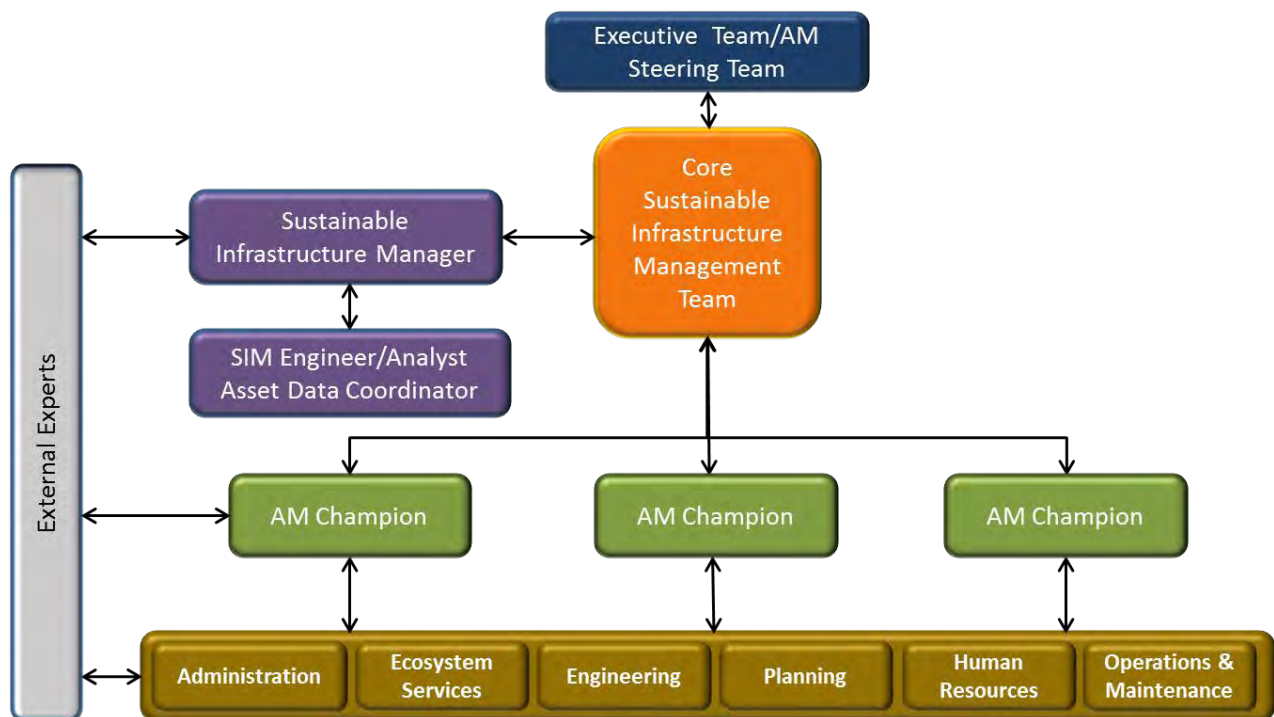 Executive Team/AM
Steering Team
Core
Sustainable
Infrastructure
Management
Team
Sustainable
Infrastructure Manager
SIM Engineer/Analyst
Asset Data Coordinator
External Experts
AM Champion
AM Champion
AM Champion
Administration
Ecosystem
Services
Engineering
Planning
Human
Resources
Operations &
Maintenance